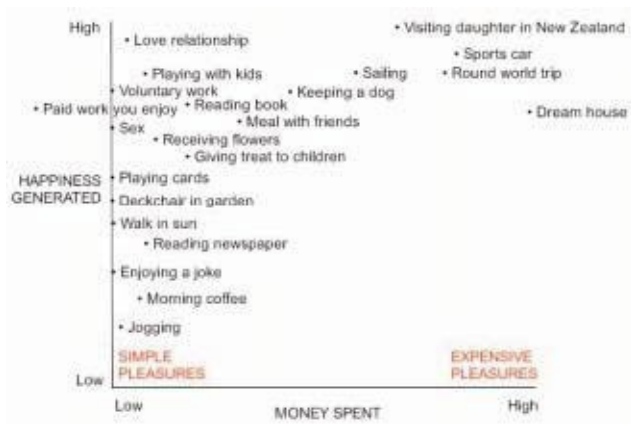 High
• Visiting daughter in New Zealand
• Love relationship
• Sports car
• Playing with kids
• Sailing
• Round world trip
• Voluntary work
• Keeping a dog
• Paid work you enjoy
• Reading book
• Dream house
• Meal with friends
• Sex
• Receiving flowers
• Giving treat to children
HAPPINESS
GENERATED
• Playing cards
• Deckchair in garden
• Walk in sun
• Reading newspaper
• Enjoying a joke
• Morning coffee
• Jogging
SIMPLE
PLEASURES
EXPENSIVE
PLEASURES
Low
Low
MONEY SPENT
High